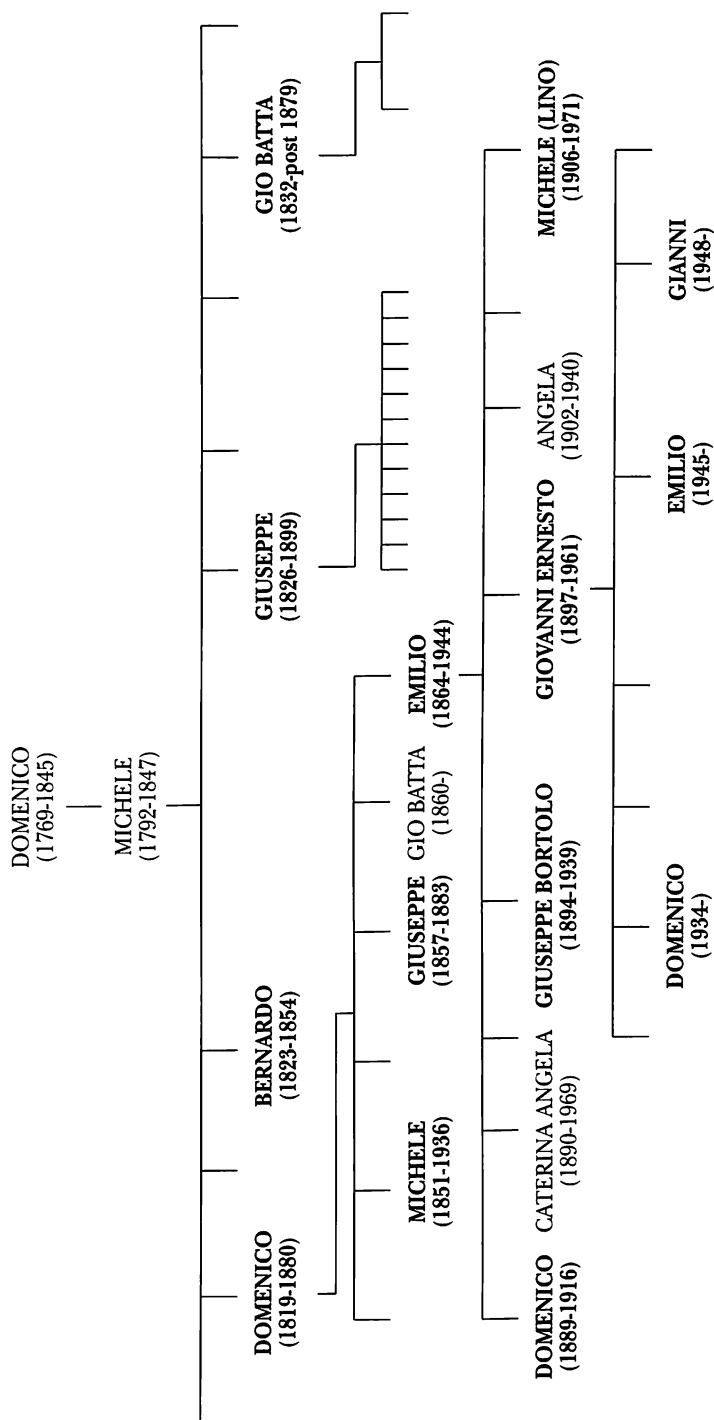 DOMENICO
(1769-1845)
MICHELE
(1792-1847)
DOMENICO
(1819-1880)
BERNARDO
(1823-1854)
GIUSEPPE
(1826-1899)
GIO BATTA
(1832-post 1879)
MICHELE
(1851-1936)
GIUSEPPE
(1857-1883)
GIO BATTA
(1860-)
EMILIO
(1864-1944)
DOMENICO
(1889-1916)
CATERINA ANGELA
(1890-1969)
GIUSEPPE BORTOLO
(1894-1939)
GIOVANNI ERNESTO
(1897-1961)
ANGELA
(1902-1940)
MICHELE (LINO)
(1906-1971)
DOMENICO
(1934-)
EMILIO
(1945-)
GIANNI
(1948-)